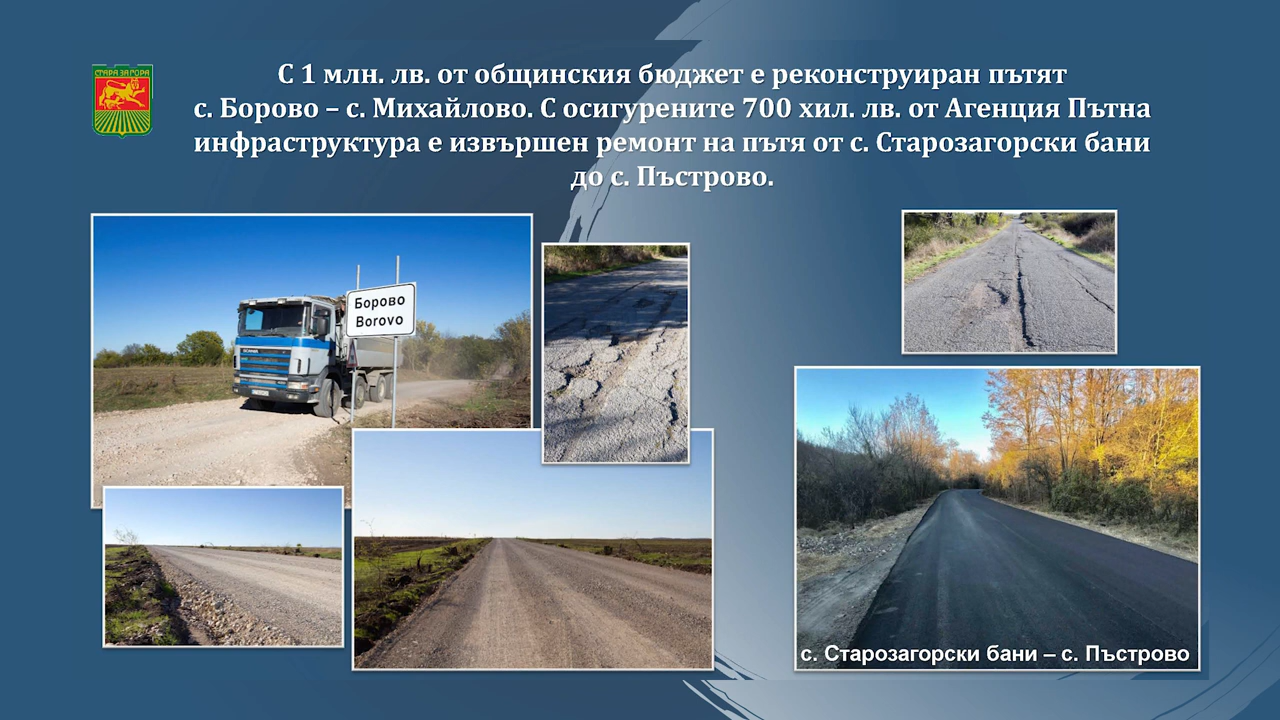 СТАРА ЗАГОРА
С 1 млн. лв. от общинския бюджет е реконструиран пътят
с. Борово – с. Михайлово. С осигурените 700 хил. лв. от Агенция Пътна
инфраструктура е извършен ремонт на пътя от с. Старозагорски бани
до с. Пъстрово.
Борово
Borovo
SCANIA
с. Старозагорски бани – с. Пъстрово